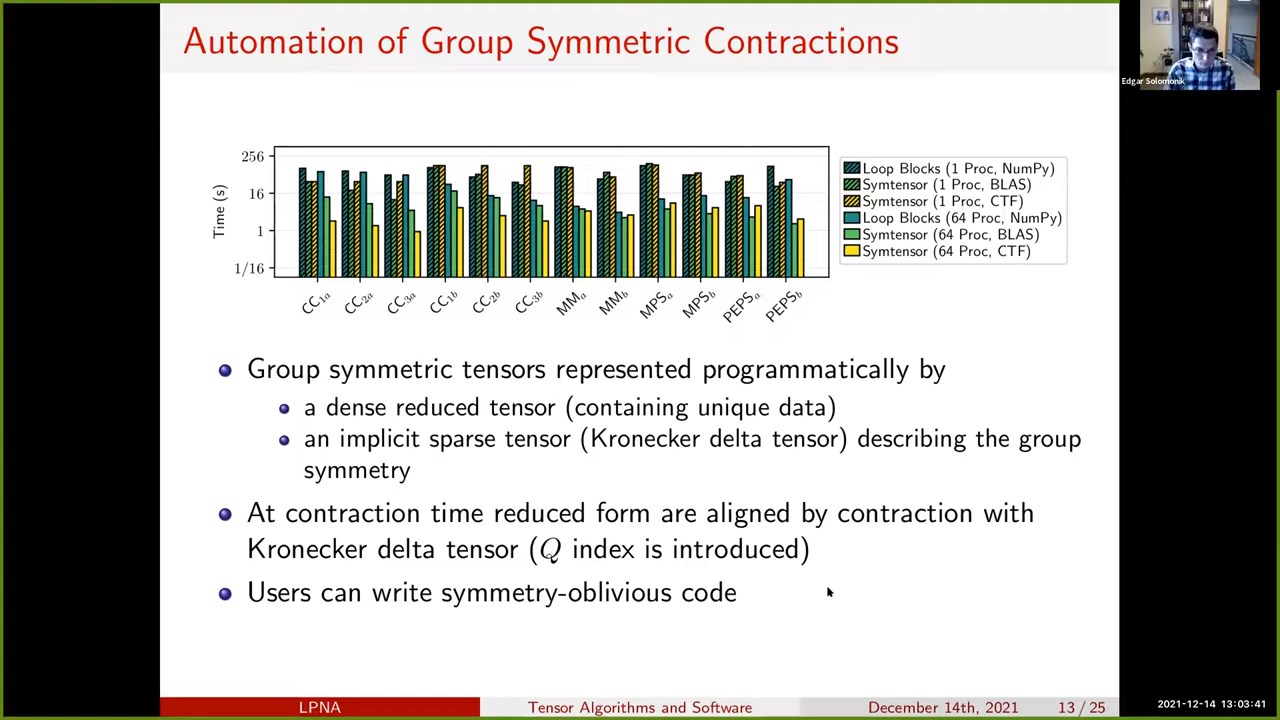 Automation of Group Symmetric Contractions
Edgar Solomonik
256
16
1
1/16
Time (s)
CC1a
CC2a
CC3a
CC1b
CC2b
CC3b
MMa
MMb
MPSa
MPSb
PEPSa
PEPSb
Loop Blocks (1 Proc, NumPy)
Symtensor (1 Proc, BLAS)
Symtensor (1 Proc, CTF)
Loop Blocks (64 Proc, NumPy)
Symtensor (64 Proc, BLAS)
Symtensor (64 Proc, CTF)
Group symmetric tensors represented programmatically by
a dense reduced tensor (containing unique data)
an implicit sparse tensor (Kronecker delta tensor) describing the group
symmetry
At contraction time reduced form are aligned by contraction with
Kronecker delta tensor (Q index is introduced)
Users can write symmetry-oblivious code
LPNA
Tensor Algorithms and Software
December 14th, 2021
13 / 25
2021-12-14 13:03:41